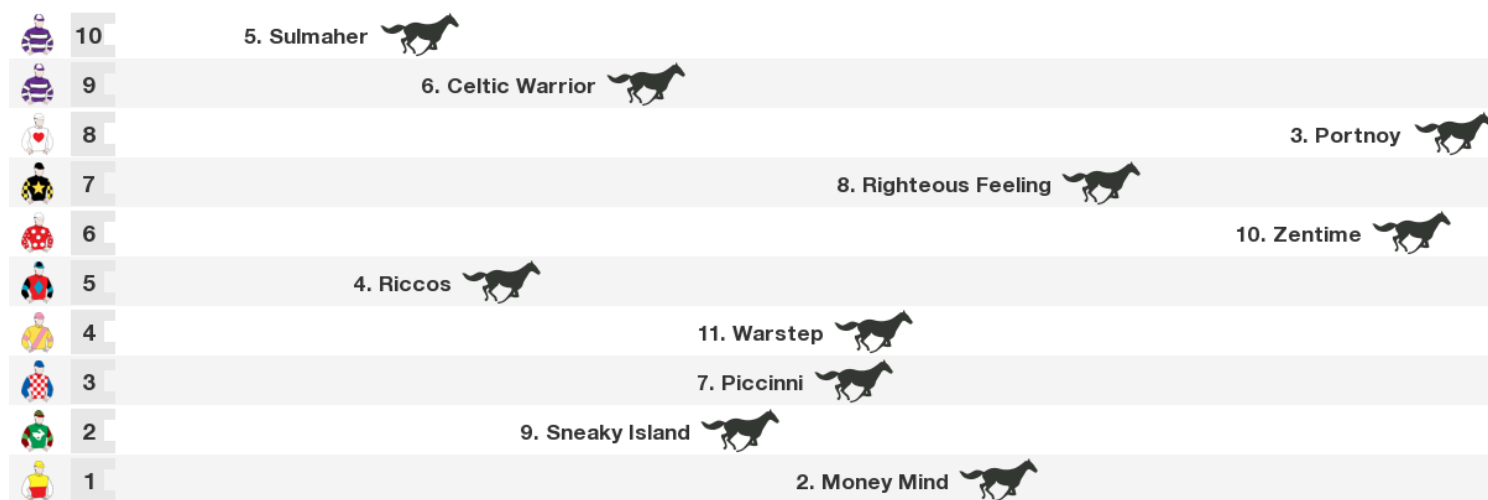 10 5. Sulmaher
9 6. Celtic Warrior
8 3. Portnoy
7 8. Righteous Feeling
6 10. Zentime
5 4. Riccos
4 11. Warstep
3 7. Piccinni
2 9. Sneaky Island
1 2. Money Mind